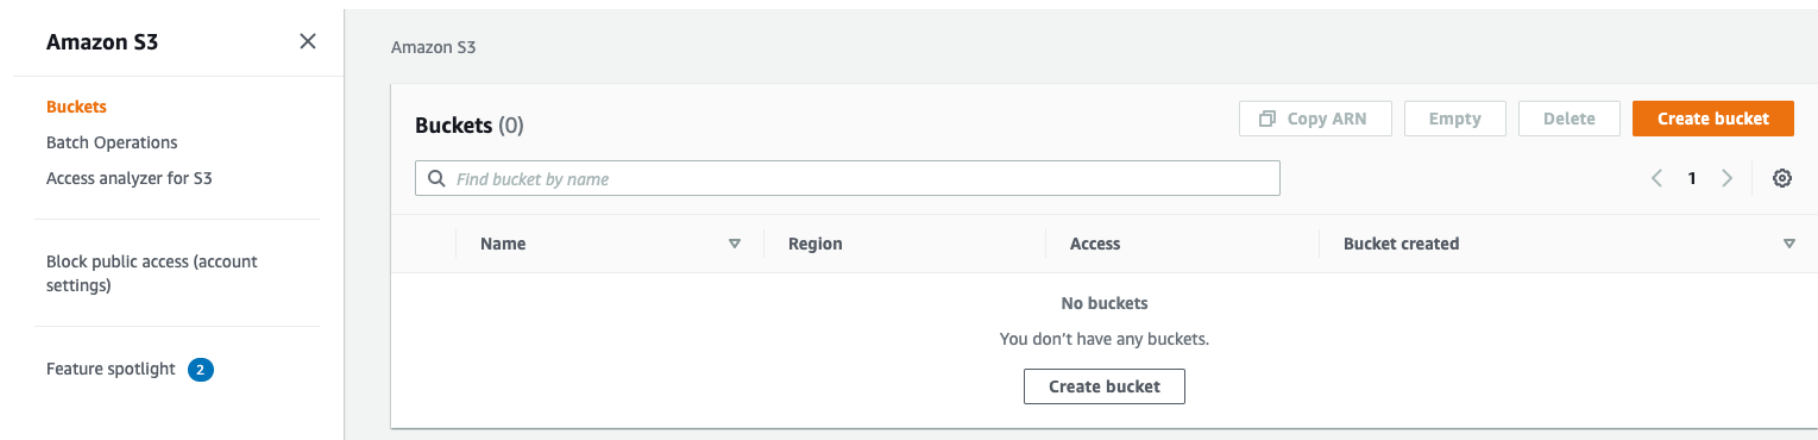 Amazon S3
Buckets
Batch Operations
Access analyzer for S3
Block public access (account
settings)
Feature spotlight 2
Amazon S3
Buckets (0)
Copy ARN Empty Delete Create bucket
Find bucket by name
1
Name Region Access Bucket created
No buckets
You don’t have any buckets.
Create bucket